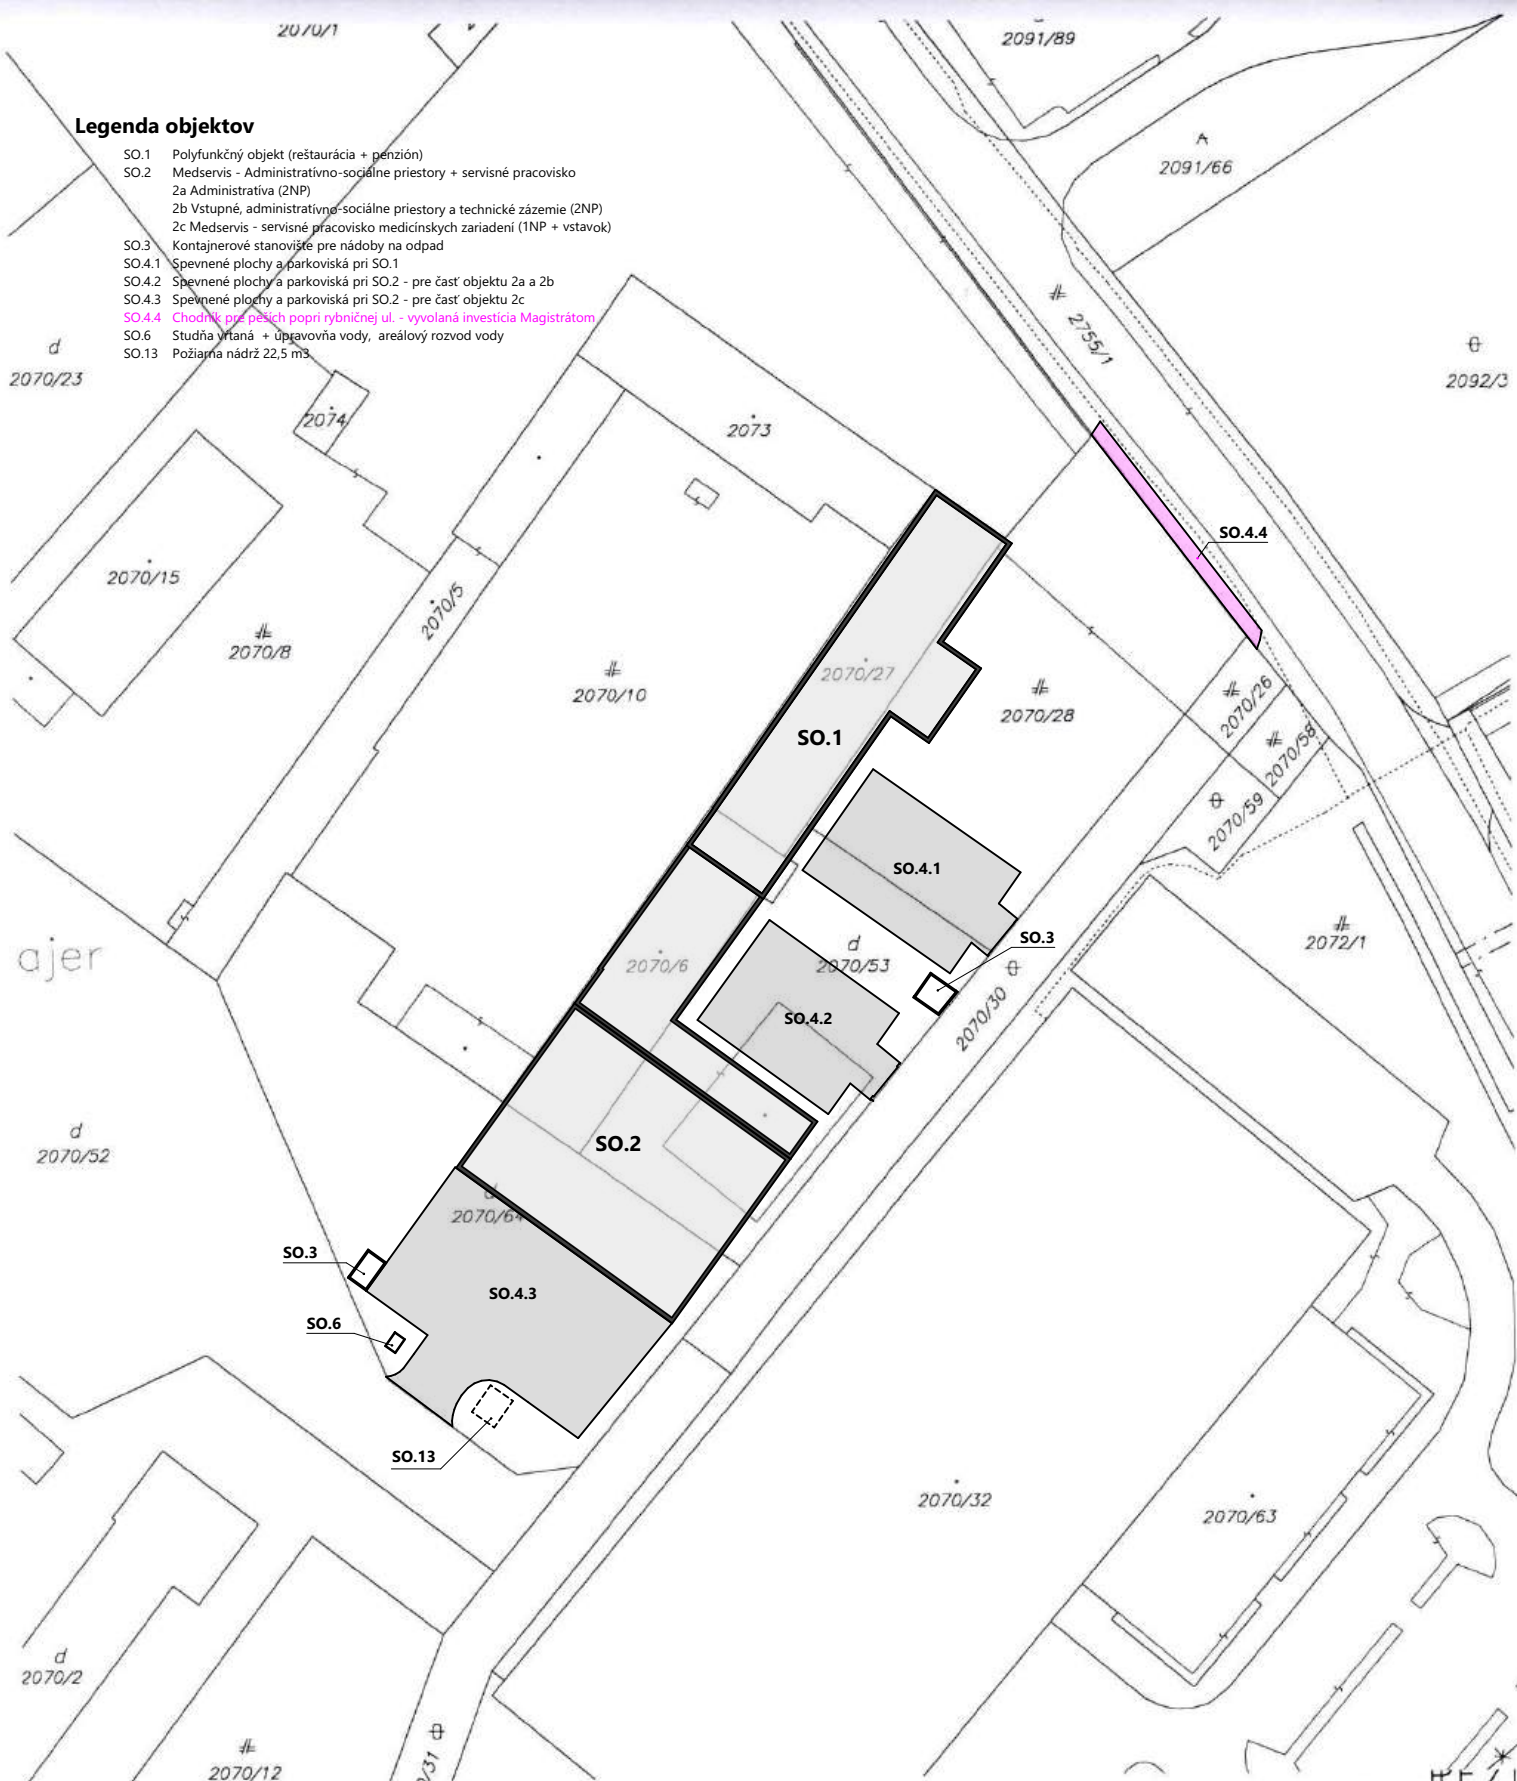 2070/1
2091/89
Legenda objektov
SO.1 Polyfunkčný objekt (reštaurácia + penzión)
SO.2 Medservis - Administratívno-sociálne priestory + servisné pracovisko
2a Administratíva (2NP)
2b Vstupné, administratívno-sociálne priestory a technické zázemie (2NP)
2c Medservis - servisné pracovisko medicínskych zariadení (1NP + vstavok)
SO.3 Kontajnerové stanovište pre nádoby na odpad
SO.4.1 Spevnené plochy a parkoviská pri SO.1
SO.4.2 Spevnené plochy a parkoviská pri SO.2 - pre časť objektu 2a a 2b
SO.4.3 Spevnené plochy a parkoviská pri SO.2 - pre časť objektu 2c
SO.4.4 Chodník pre peších popri rybničnej ul. - vyvolaná investícia Magistrátom
SO.6 Studňa vŕtaná + úpravovňa vody, areálový rozvod vody
SO.13 Požiarna nádrž 22,5 m3
2091/66
2755/1
2070/23
2092/3
2074
2073
SO.4.4
2070/15
2070/5
2070/8
2070/10
2070/27
2070/28
2070/26
2070/58
2070/59
SO.1
SO.4.1
SO.3
2072/1
ajer
2070/6
d
2070/53
2070/30
SO.4.2
d
2070/52
SO.2
d
2070/64
SO.3
SO.4.3
SO.6
SO.13
2070/32
2070/63
d
2070/2
2070/12
/31